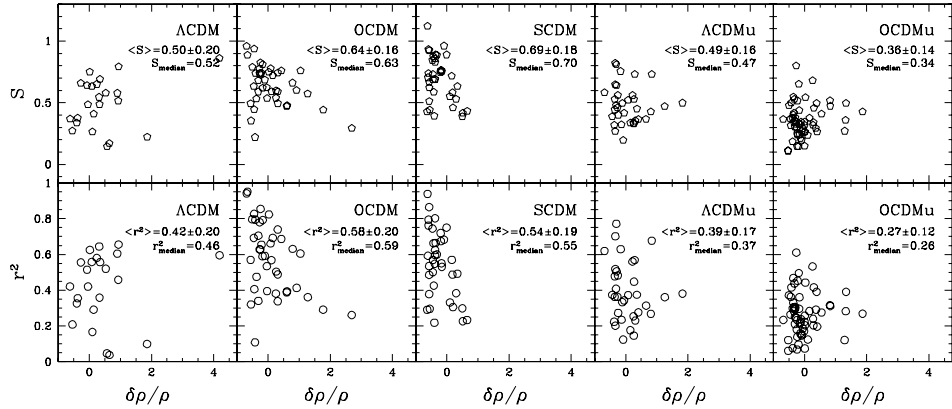 ΛCDM
<S>=0.50±0.20
S_median=0.52
OCDM
<S>=0.64±0.16
S_median=0.63
SCDM
<S>=0.69±0.18
S_median=0.70
ΛCDMu
<S>=0.49±0.16
S_median=0.47
OCDMu
<S>=0.36±0.14
S_median=0.34
1
0.5
0
S
ΛCDM
<r²>=0.42±0.20
r²_median=0.46
OCDM
<r²>=0.58±0.20
r²_median=0.59
SCDM
<r²>=0.54±0.19
r²_median=0.55
ΛCDMu
<r²>=0.39±0.17
r²_median=0.37
OCDMu
<r²>=0.27±0.12
r²_median=0.26
1
0.8
0.6
0.4
0.2
0
r²
0 2 4
0 2 4
0 2 4
0 2 4
0 2 4
δρ/ρ
δρ/ρ
δρ/ρ
δρ/ρ
δρ/ρ